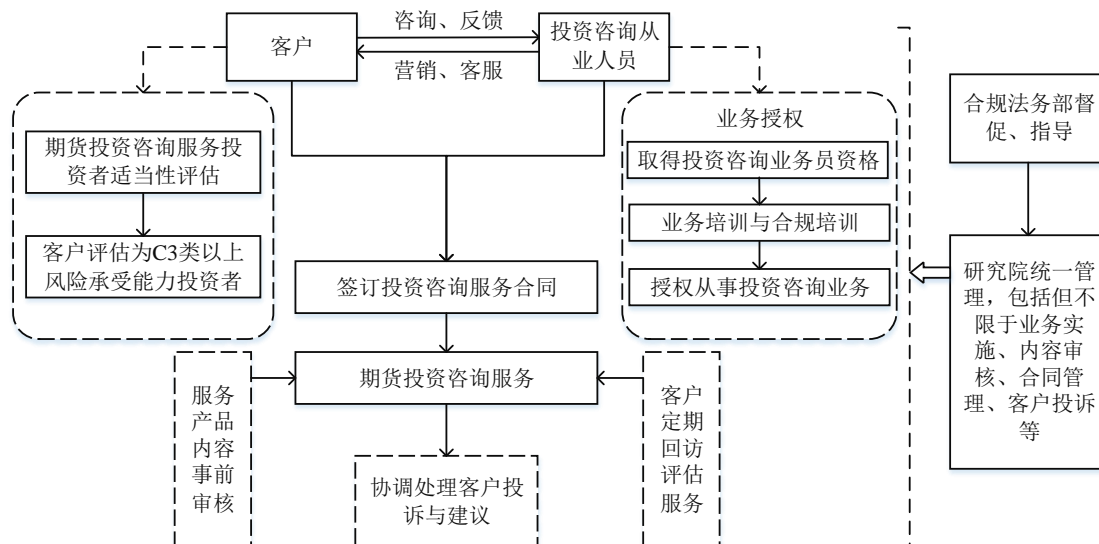 咨询、反馈
客户
投资咨询从
业人员
营销、客服
合规法务部督
促、指导
业务授权
期货投资咨询服务投
资者适当性评估
取得投资咨询业务员资格
业务培训与合规培训
客户评估为C3类以上
风险承受能力投资者
签订投资咨询服务合同
授权从事投资咨询业务
研究院统一管
理，包括但不
限于业务实
施、内容审
核、合同管
理、客户投诉
等
期货投资咨询服务
服务
产品
内容
事前
审核
客户
定期
回访
评估
服务
协调处理客户投
诉与建议